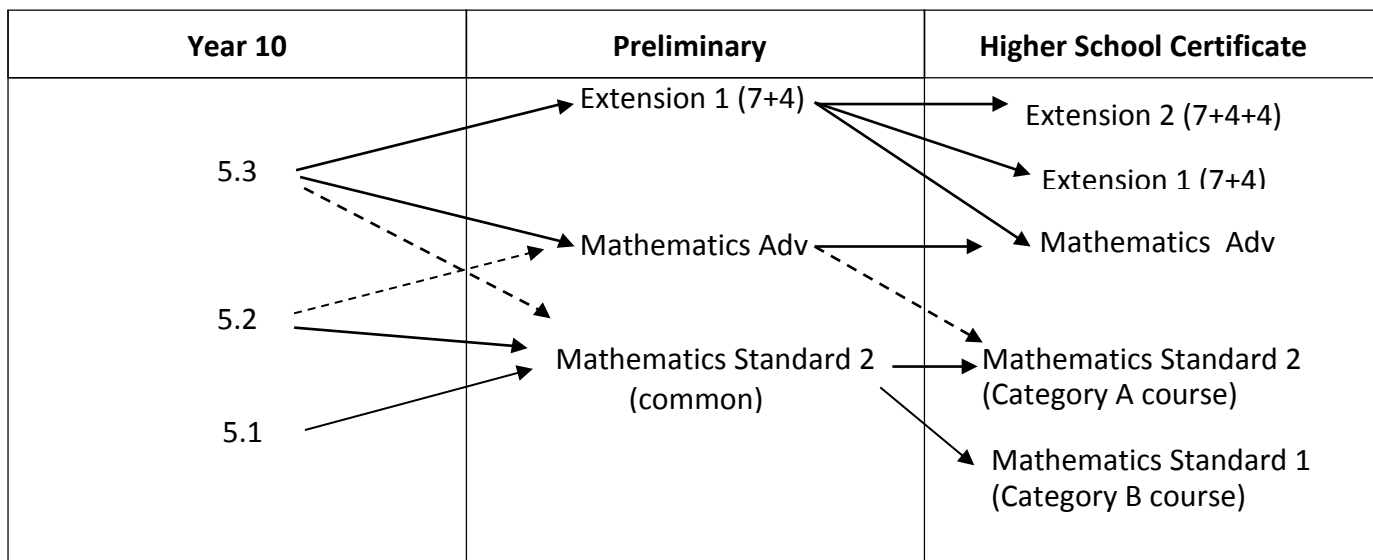 Year 10
Preliminary
Higher School Certificate
5.3
5.2
5.1
Extension 1 (7+4)
Mathematics Adv
Mathematics Standard 2
(common)
Extension 2 (7+4+4)
Extension 1 (7+4)
Mathematics Adv
Mathematics Standard 2
(Category A course)
Mathematics Standard 1
(Category B course)